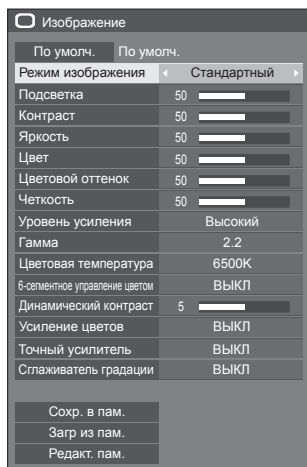 Изображение
По умолч. По умолч.
Режим изображения Стандартный
Подсветка 50
Контраст 50
Яркость 50
Цвет 50
Цветовой оттенок 50
Четкость 50
Уровень усиления Высокий
Гамма 2.2
Цветовая температура 6500K
6-сегментное управление цветом ВЫКЛ
Динамический контраст 5
Усиление цветов ВЫКЛ
Точный усилитель ВЫКЛ
Сглаживатель градации ВЫКЛ
Сохр. в пам.
Загр из пам.
Редакт. пам.